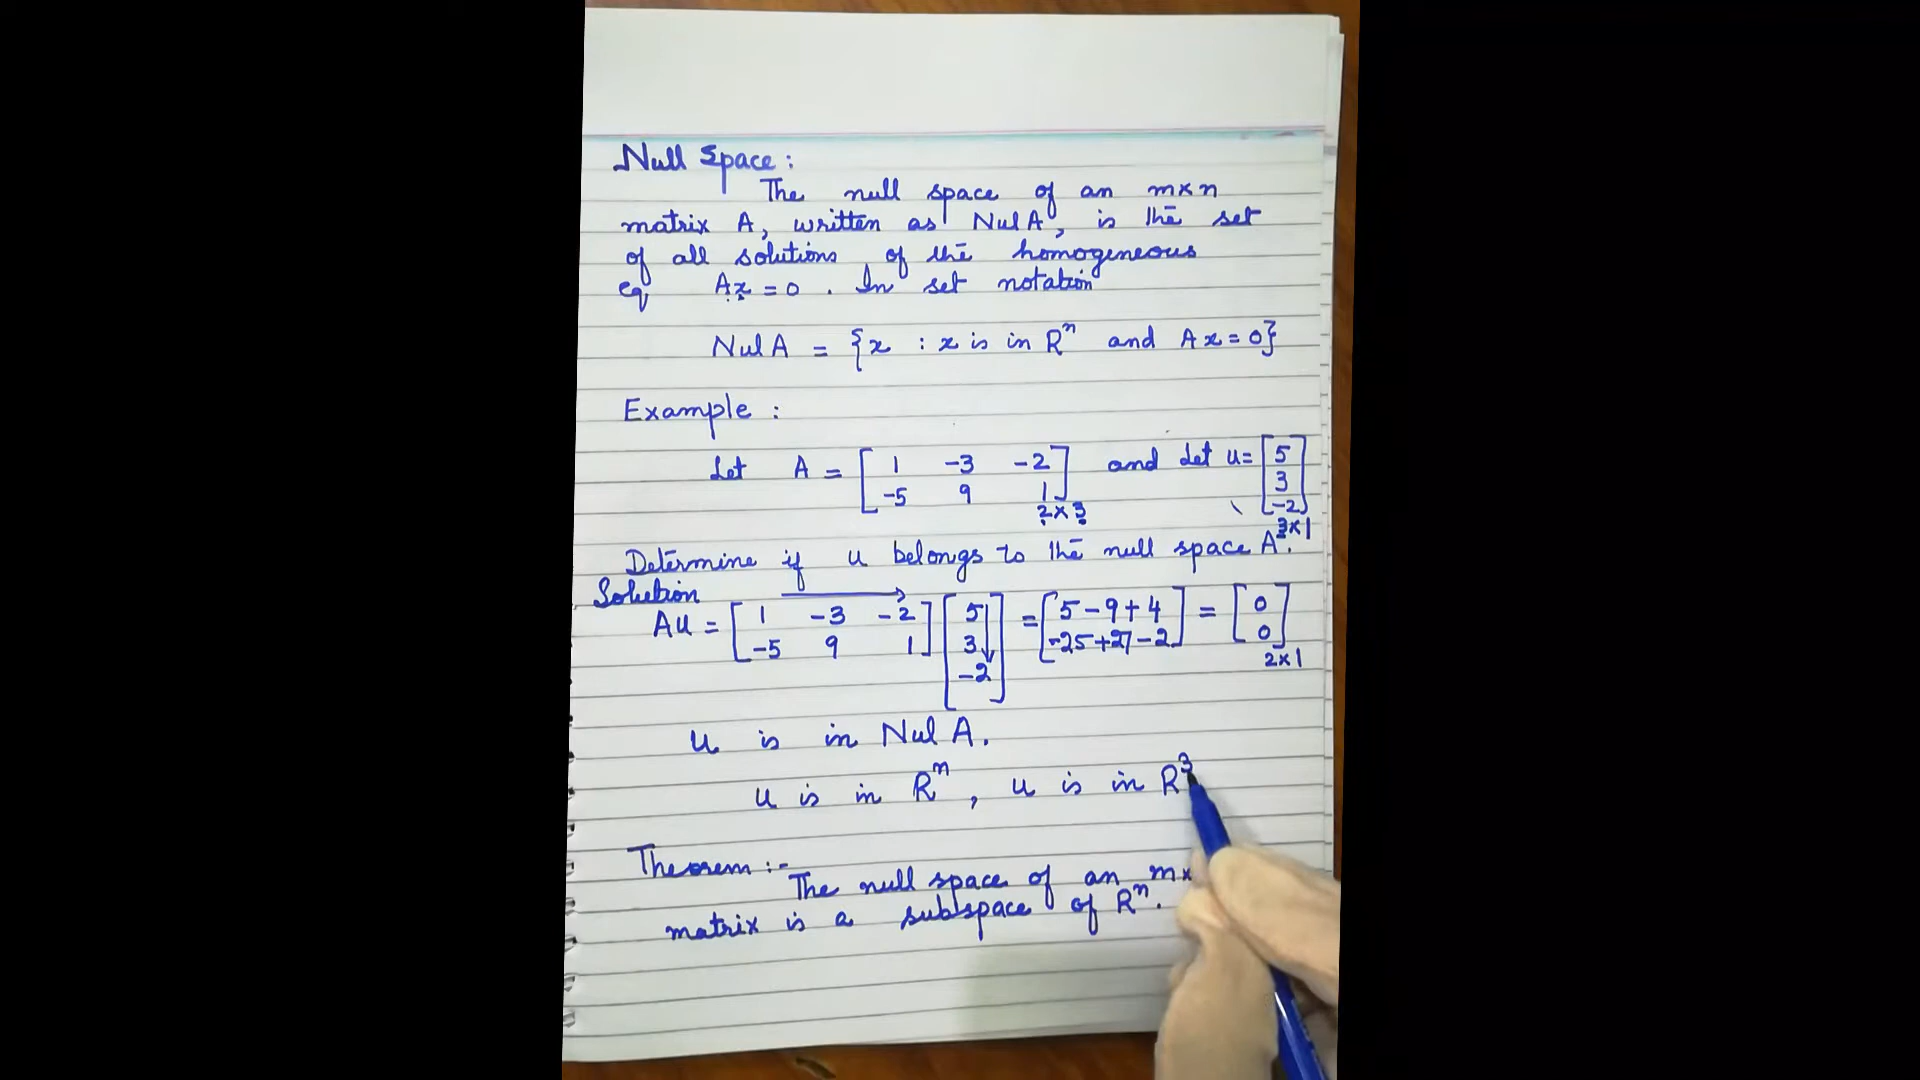 Null Space:
The null space of an m×n
matrix A, written as Nul A, is the set
of all solutions of the homogeneous
eq Ax = 0 . In set notation
Nul A = {x : x is in Rⁿ and Ax = 0}
Example :
Let A = [1 -3 -2] and Let u = [5
-5 9 1] 3
2×3 -2]
3×1
Determine if u belongs to the null space A.
Solution
Au = [1 -3 -2] [5] = [5-9+4] = [0]
[-5 9 1] [3] [-25+27-2] [0]
[-2] 2×1
u is in Nul A.
u is in Rⁿ, u is in R³
Theorem :-
The null space of an m×
matrix is a subspace of Rⁿ.